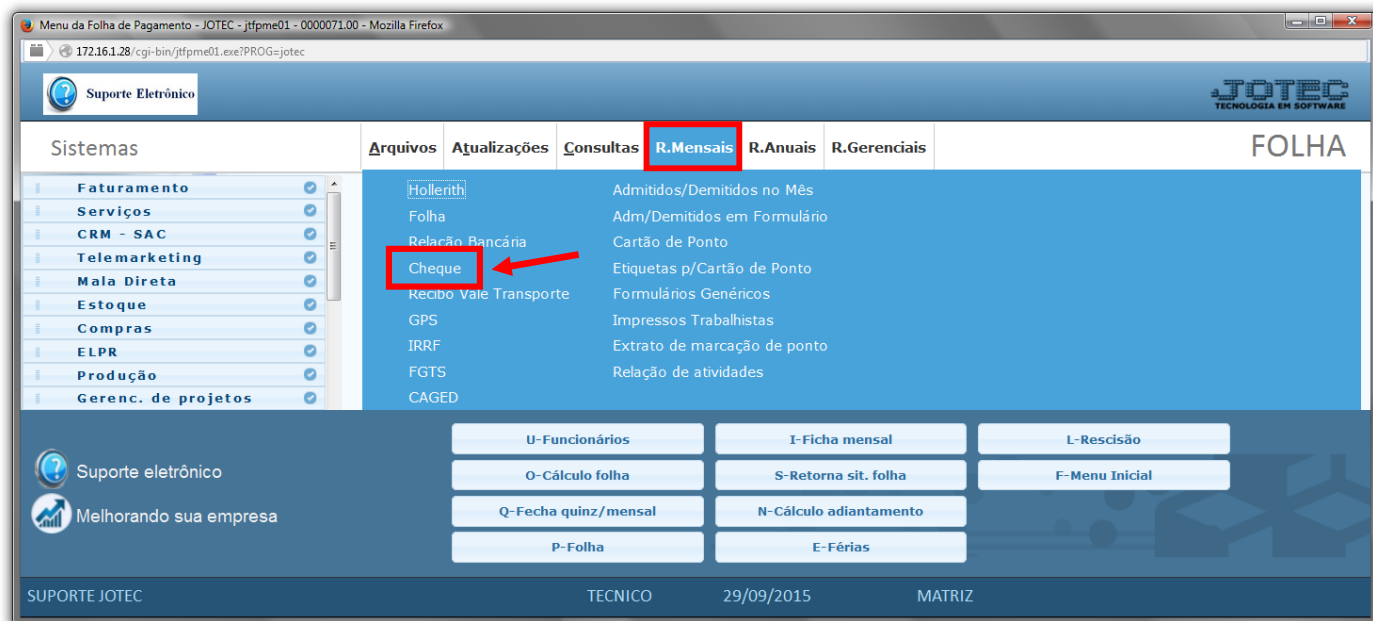 Menu da Folha de Pagamento - JOTEC - jtfpme01 - 0000071.00 - Mozilla Firefox
172.16.1.28/cgi-bin/jtfpme01.exe?PROG=jotec
Suporte Eletrônico
JOTEC
TECNOLOGIA EM SOFTWARE
Sistemas
Arquivos Atualizações Consultas R.Mensais R.Anuais R.Gerenciais
FOLHA
Faturamento
Serviços
CRM - SAC
Telemarketing
Mala Direta
Estoque
Compras
ELPR
Produção
Gerenc. de projetos
Hollerith
Folha
Relação Bancária
Cheque
Recibo Vale Transporte
GPS
IRRF
FGTS
CAGED
Admitidos/Demitidos no Mês
Adm/Demitidos em Formulário
Cartão de Ponto
Etiquetas p/Cartão de Ponto
Formulários Genéricos
Impressos Trabalhistas
Extrato de marcação de ponto
Relação de atividades
Suporte eletrônico
Melhorando sua empresa
U-Funcionários I-Ficha mensal L-Rescisão
O-Cálculo folha S-Retorna sit. folha F-Menu Inicial
Q-Fecha quinz/mensal N-Cálculo adiantamento
P-Folha E-Férias
SUPORTE JOTEC TECNICO 29/09/2015 MATRIZ